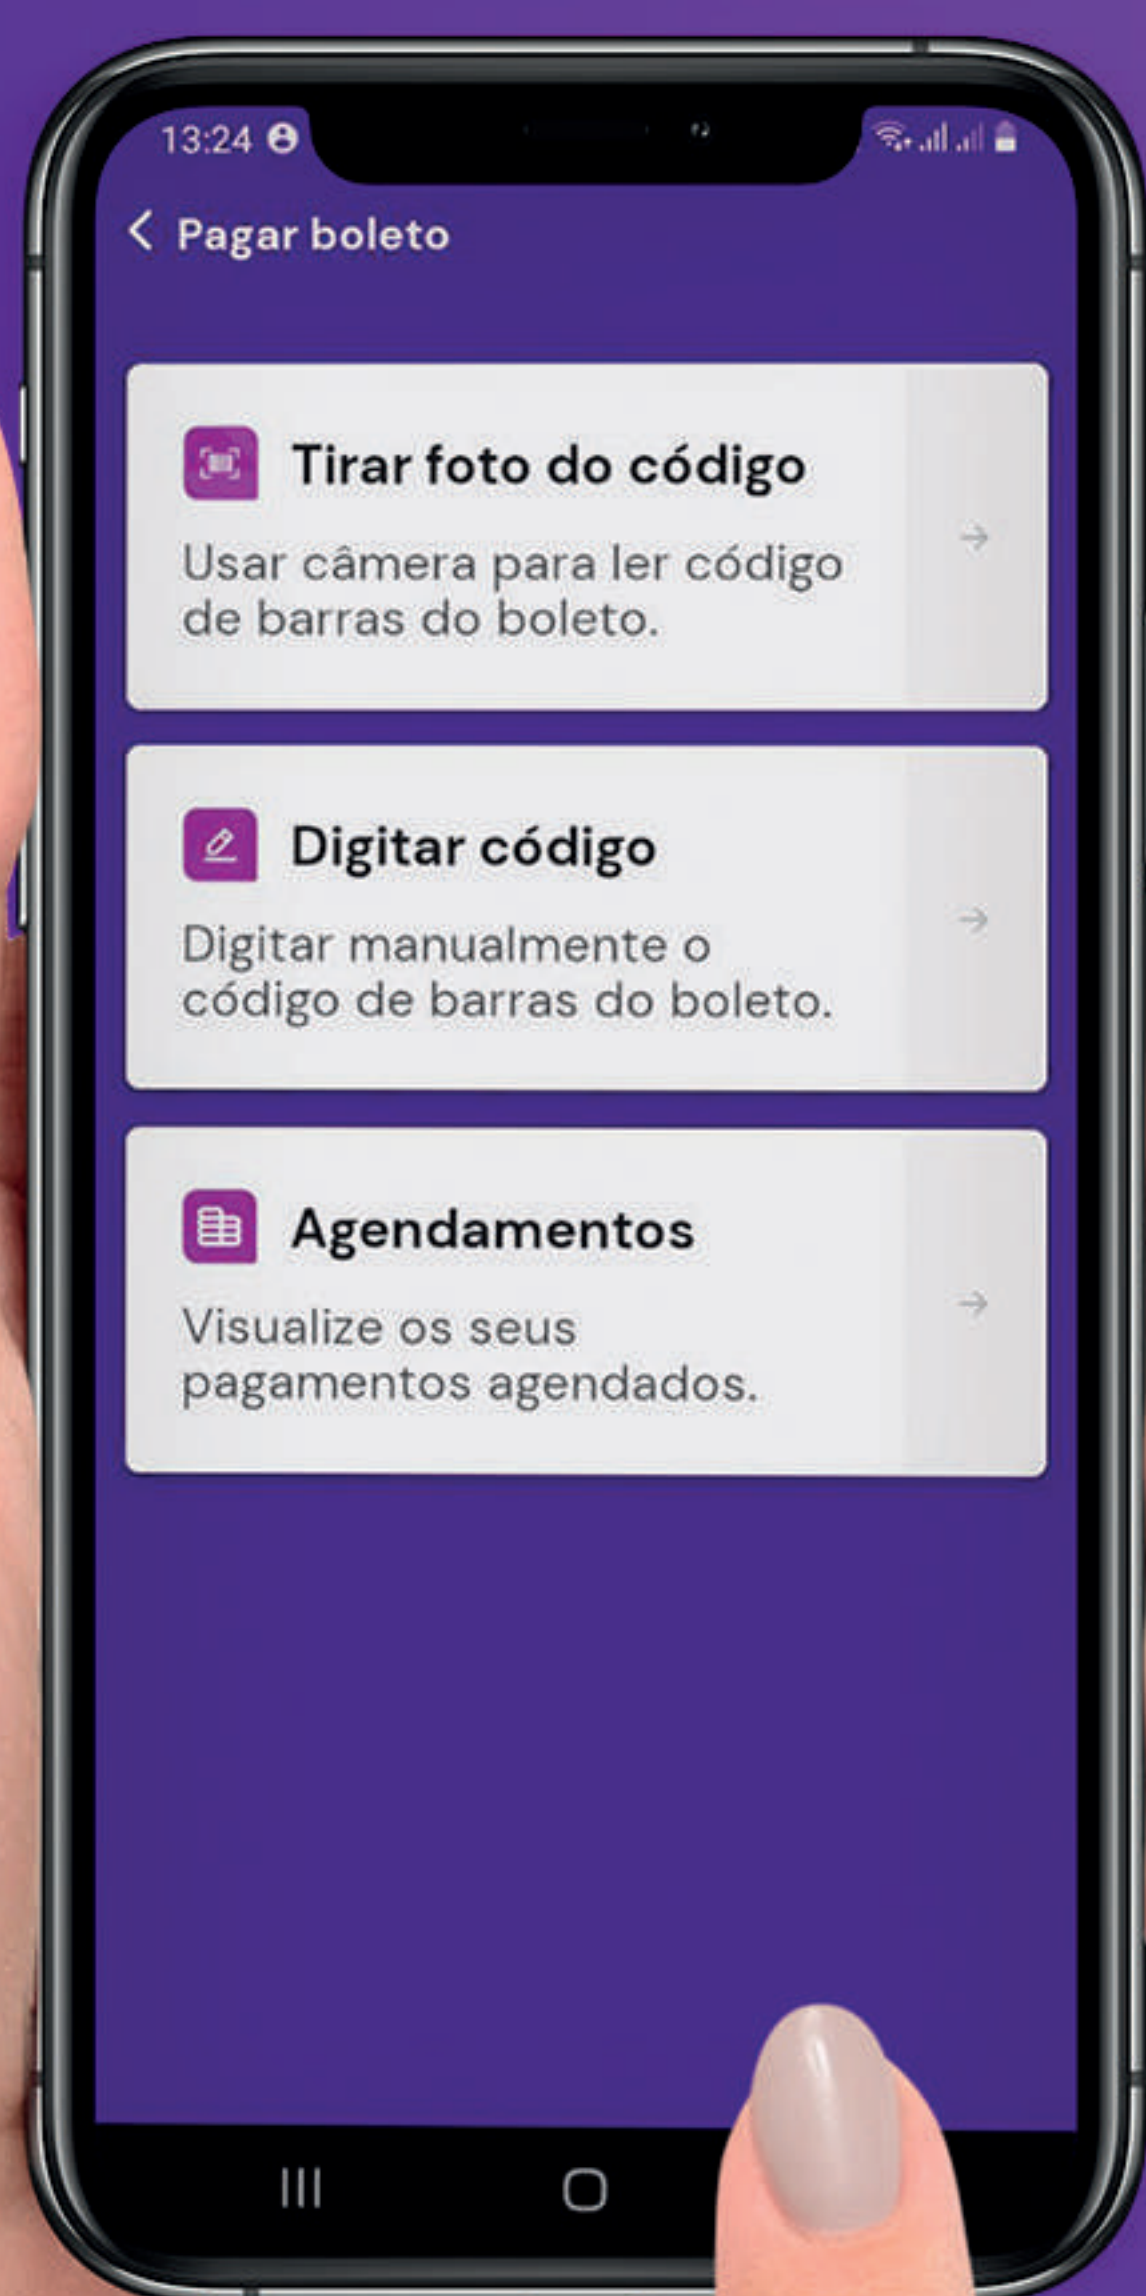 13:24
Pagar boleto
Tirar foto do código
Usar câmera para ler código
de barras do boleto.
Digitar código
Digitar manualmente o
código de barras do boleto.
Agendamentos
Visualize os seus
pagamentos agendados.